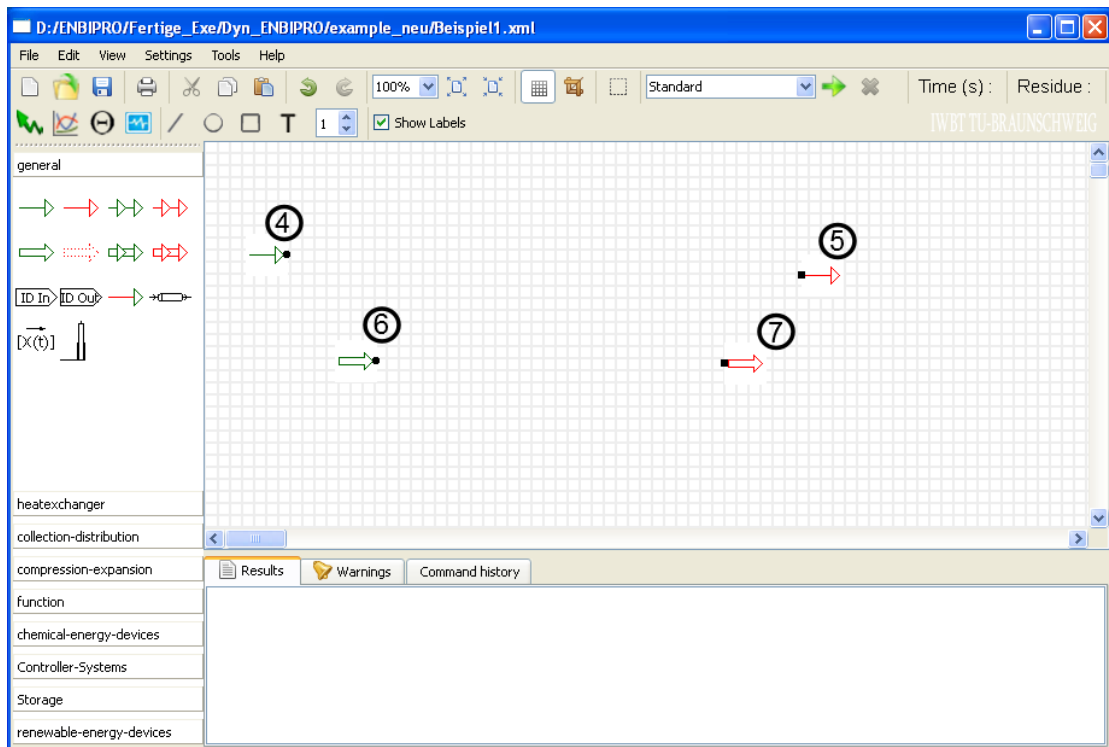 D:/ENBIPRO/Fertige_Exe/Dyn_ENBIPRO/example_neu/Beispiel1.xml
File Edit View Settings Tools Help
100% Standard Time (s) : Residue :
T 1 Show Labels IWBT TU-BRAUNSCHWEIG
general
4
5
ID In ID Out
6
7
[X(t)]
heatexchanger
collection-distribution
compression-expansion
Results Warnings Command history
function
chemical-energy-devices
Controller-Systems
Storage
renewable-energy-devices